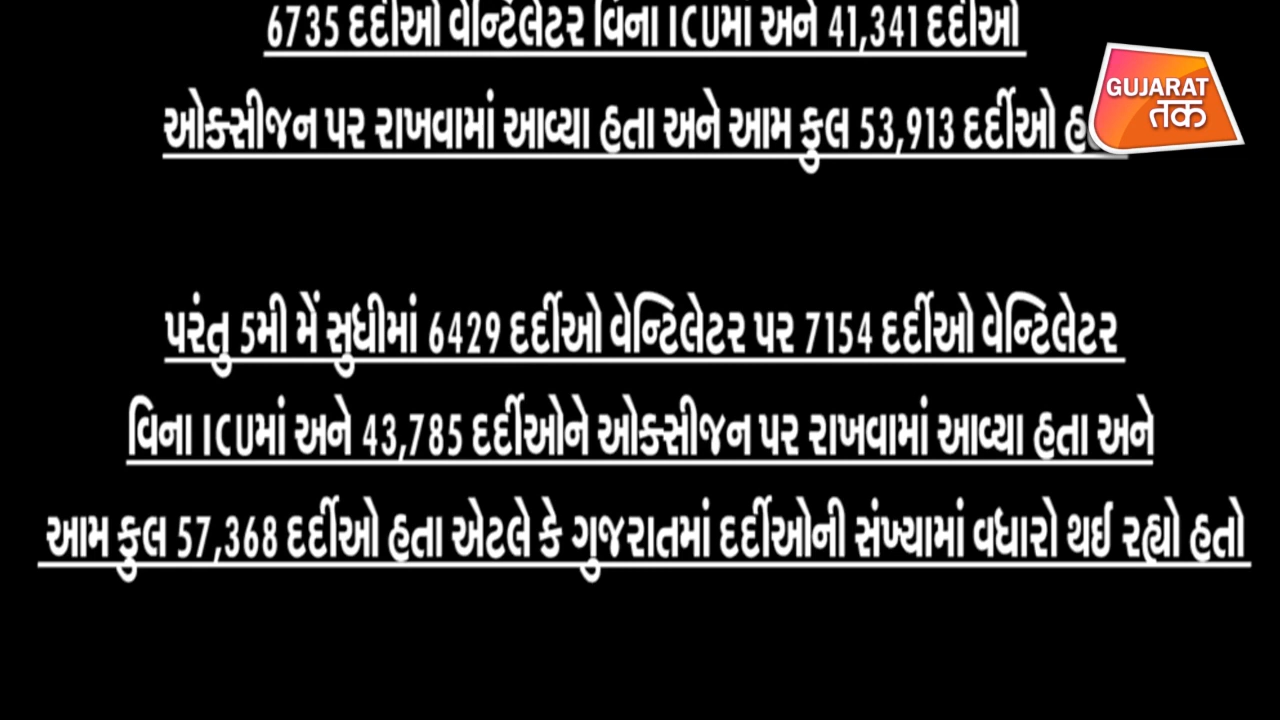 6735 દર્દીઓ વેન્ટિલેટર વિના ICUમાં અને 41,341 દર્દીઓ
ઓક્સીજન પર રાખવામાં આવ્યા હતા અને આમ કુલ 53,913 દર્દીઓ
GUJARAT
तक
પરંતુ 5મી મેં સુધીમાં 6429 દર્દીઓ વેન્ટિલેટર પર 7154 દર્દીઓ વેન્ટિલેટર
વિના ICUમાં અને 43,785 દર્દીઓને ઓક્સીજન પર રાખવામાં આવ્યા હતા અને
આમ કુલ 57,368 દર્દીઓ હતા એટલે કે ગુજરાતમાં દર્દીઓની સંખ્યામાં વધારો થઈ રહ્યો હતો